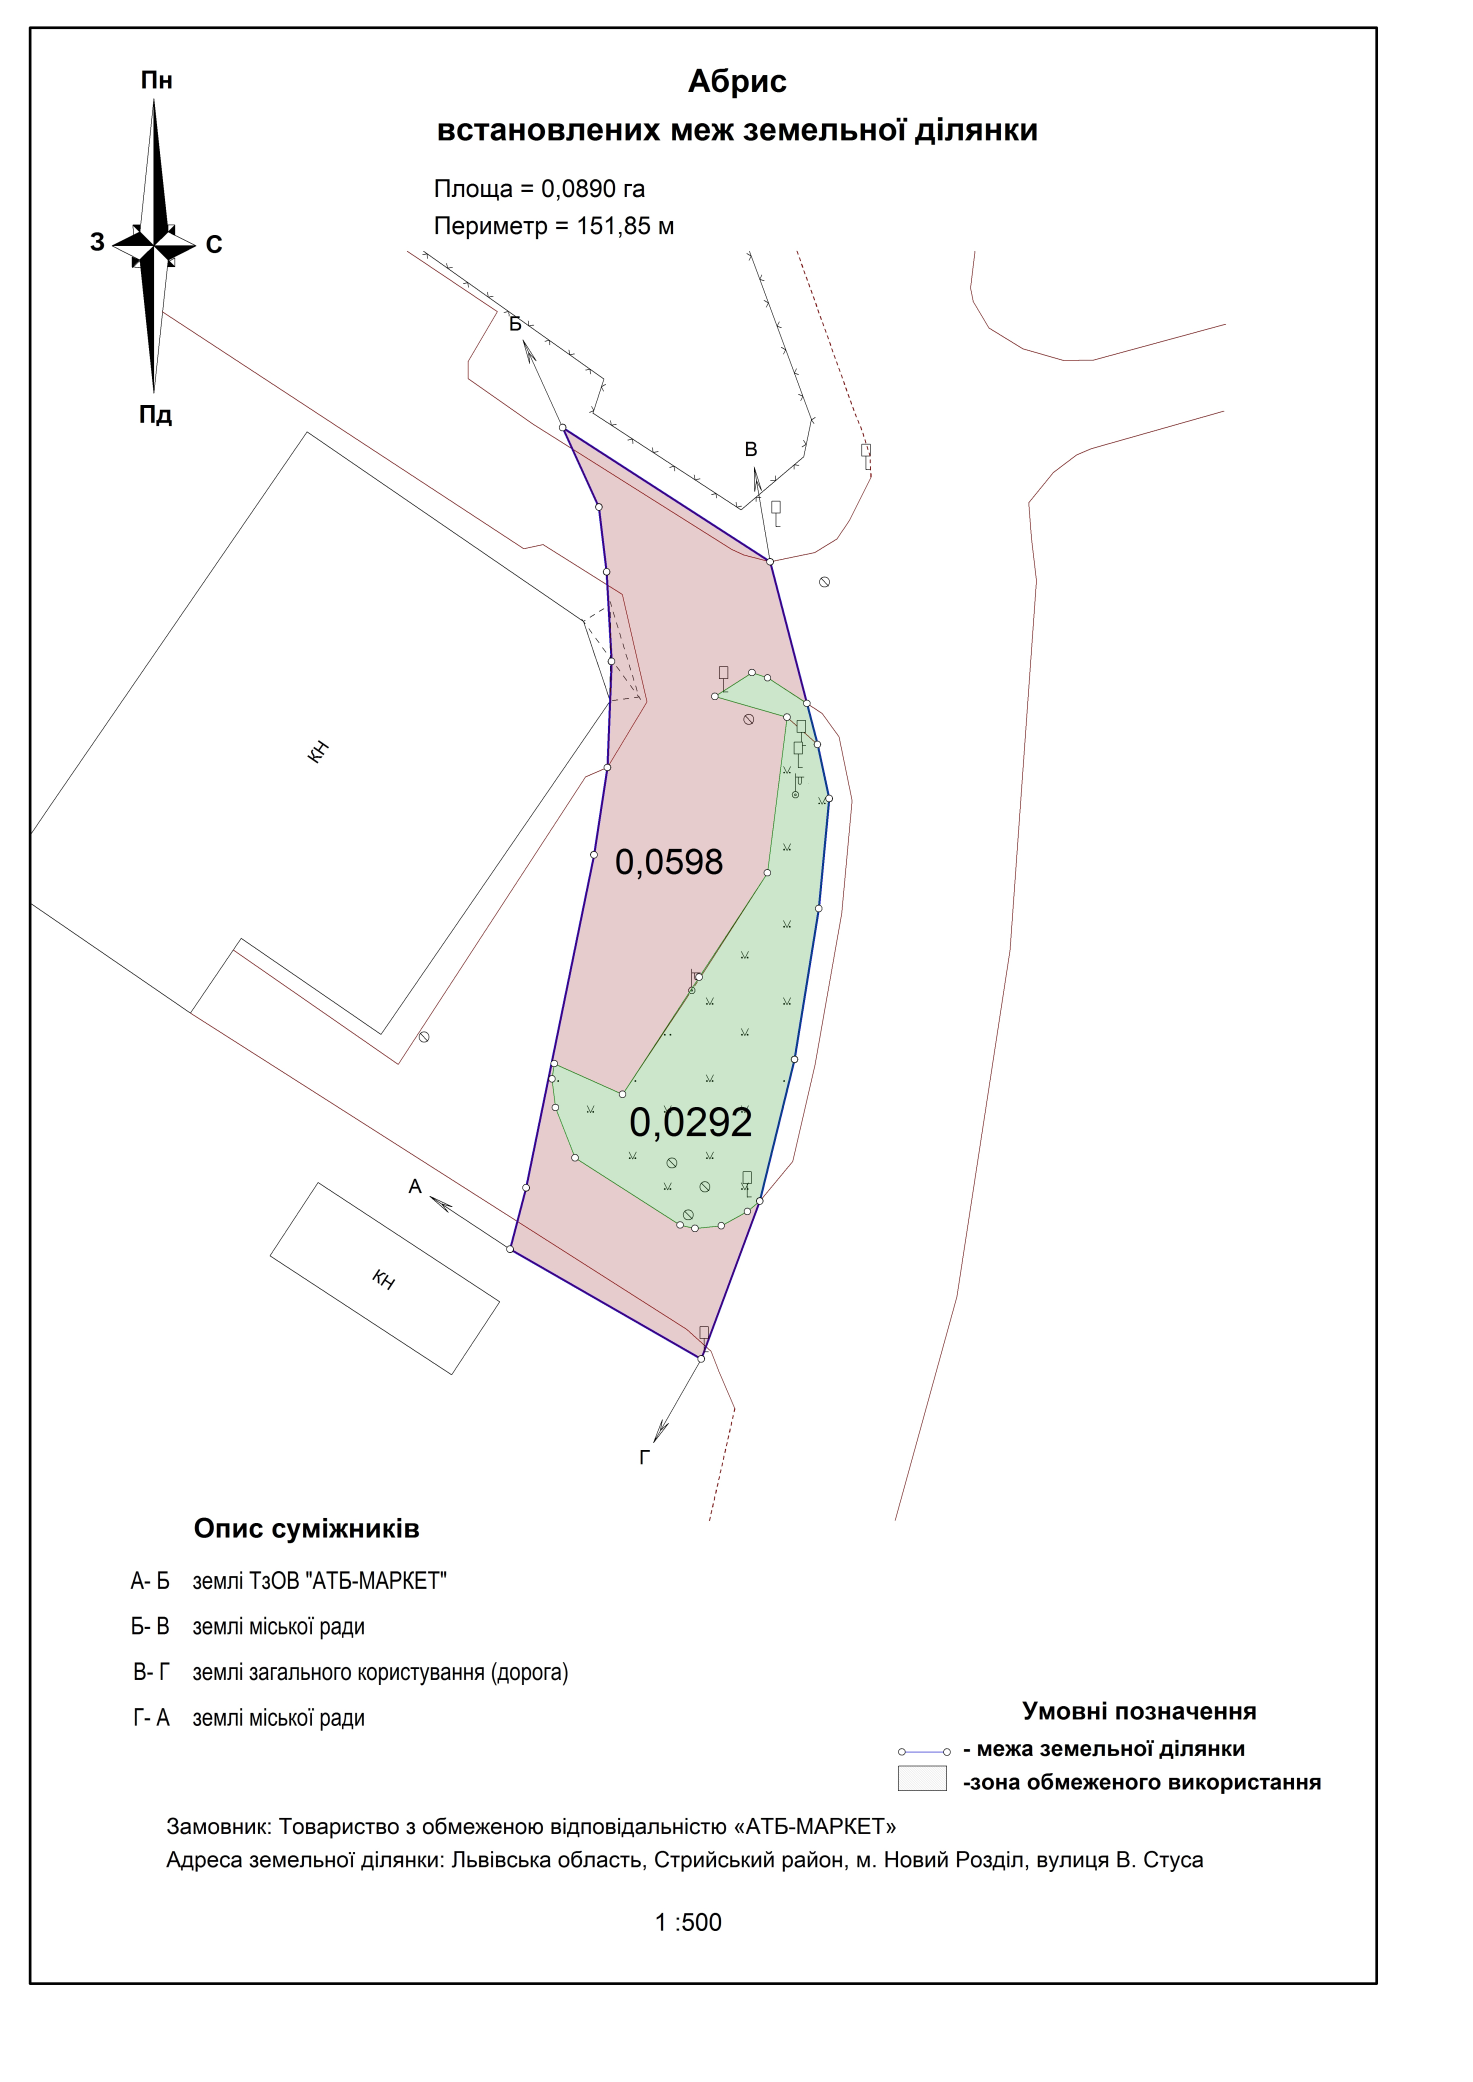 Пн
Абрис
встановлених меж земельної ділянки
Площа = 0,0890 га
Периметр = 151,85 м
З
С
Пд
Б
В
КН
0,0598
0,0292
А
КН
Г
Опис суміжників
А- Б землі ТзОВ "АТБ-МАРКЕТ"
Б- В землі міської ради
В- Г землі загального користування (дорога)
Г- А землі міської ради
Умовні позначення
- межа земельної ділянки
-зона обмеженого використання
Замовник: Товариство з обмеженою відповідальністю «АТБ-МАРКЕТ»
Адреса земельної ділянки: Львівська область, Стрийський район, м. Новий Розділ, вулиця В. Стуса
1 :500